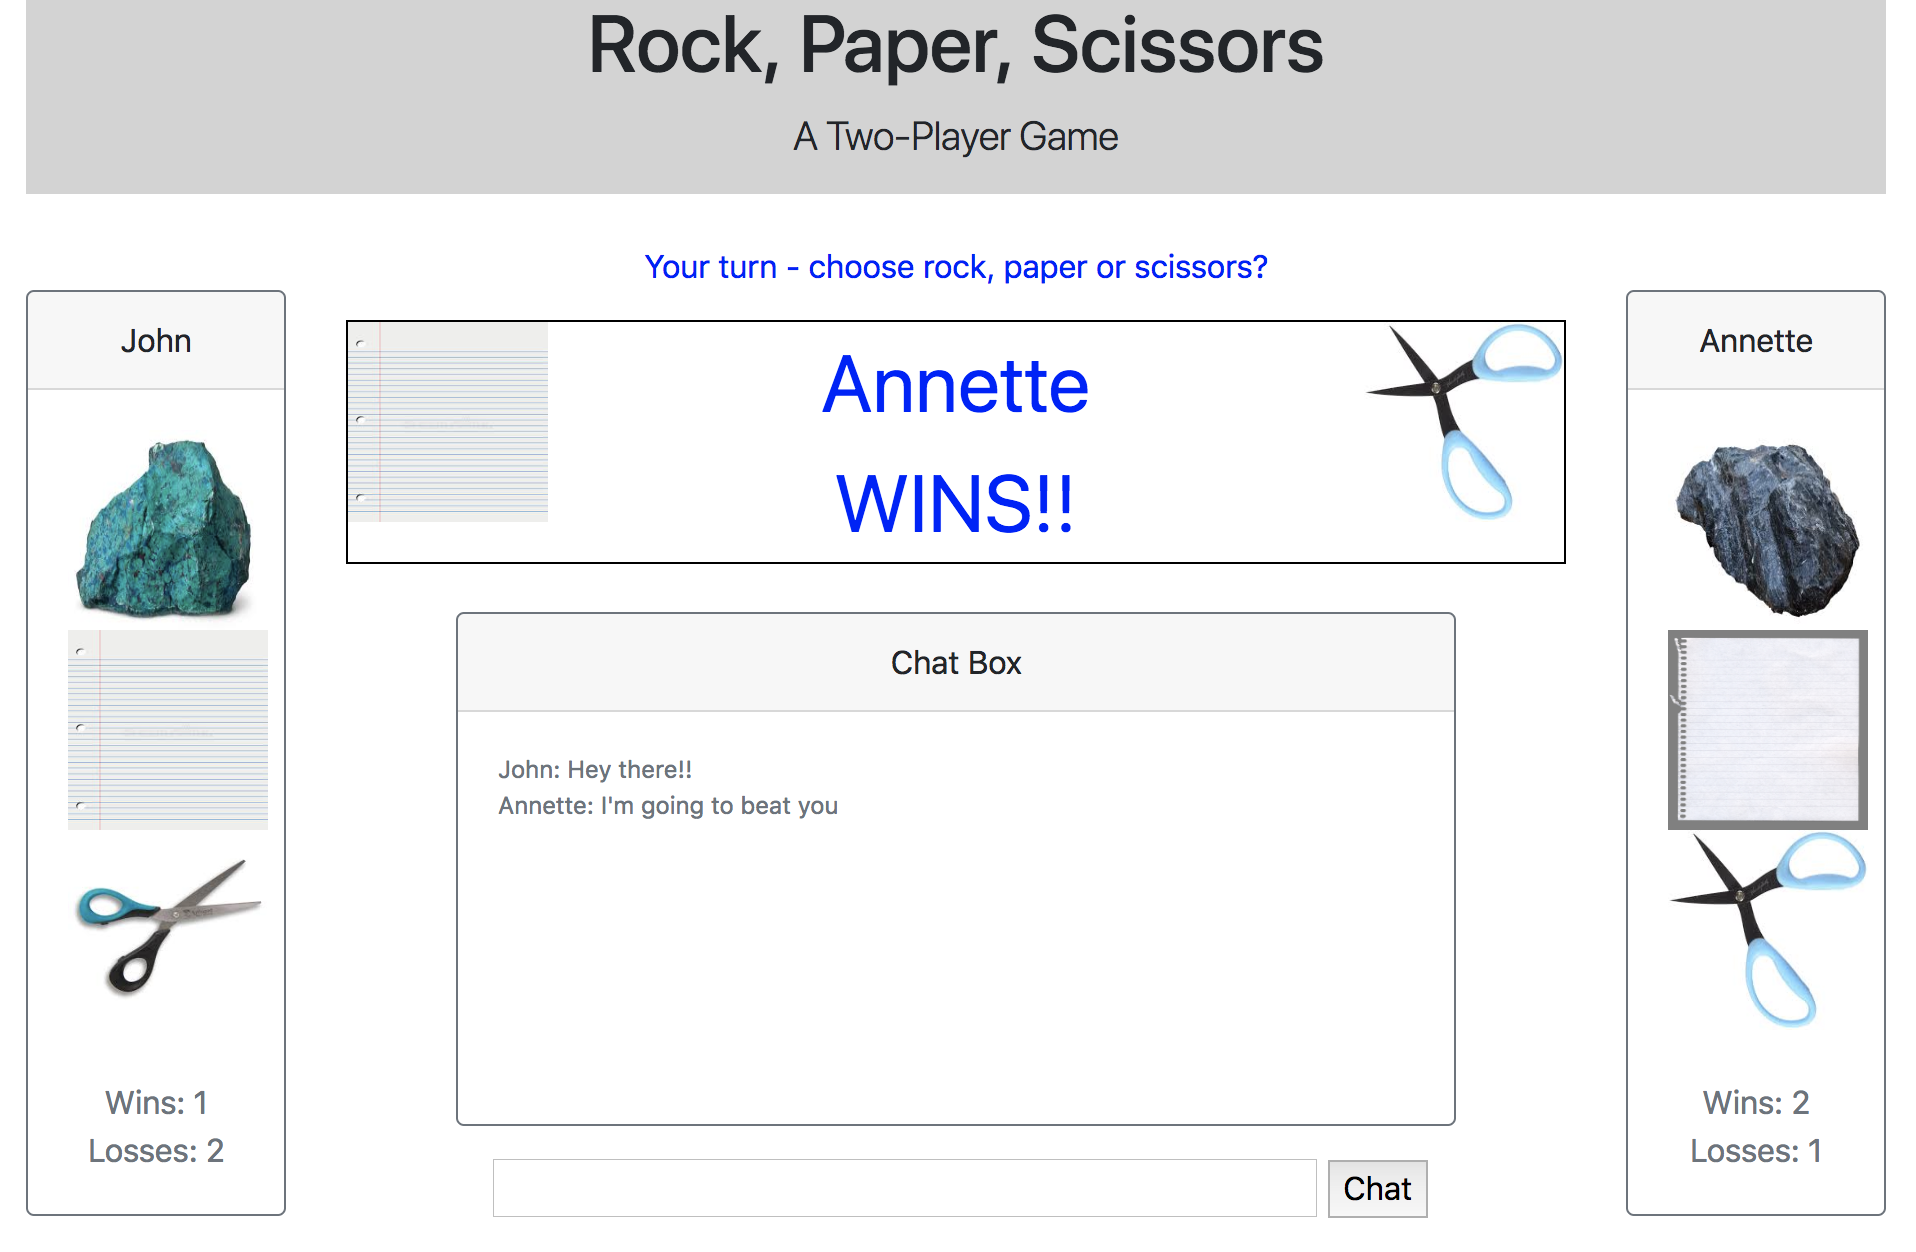 Rock, Paper, Scissors
A Two-Player Game
Your turn - choose rock, paper or scissors?
John
Annette
WINS!!
Annette
Chat Box
John: Hey there!!
Annette: I'm going to beat you
Wins: 1
Losses: 2
Wins: 2
Losses: 1
Chat